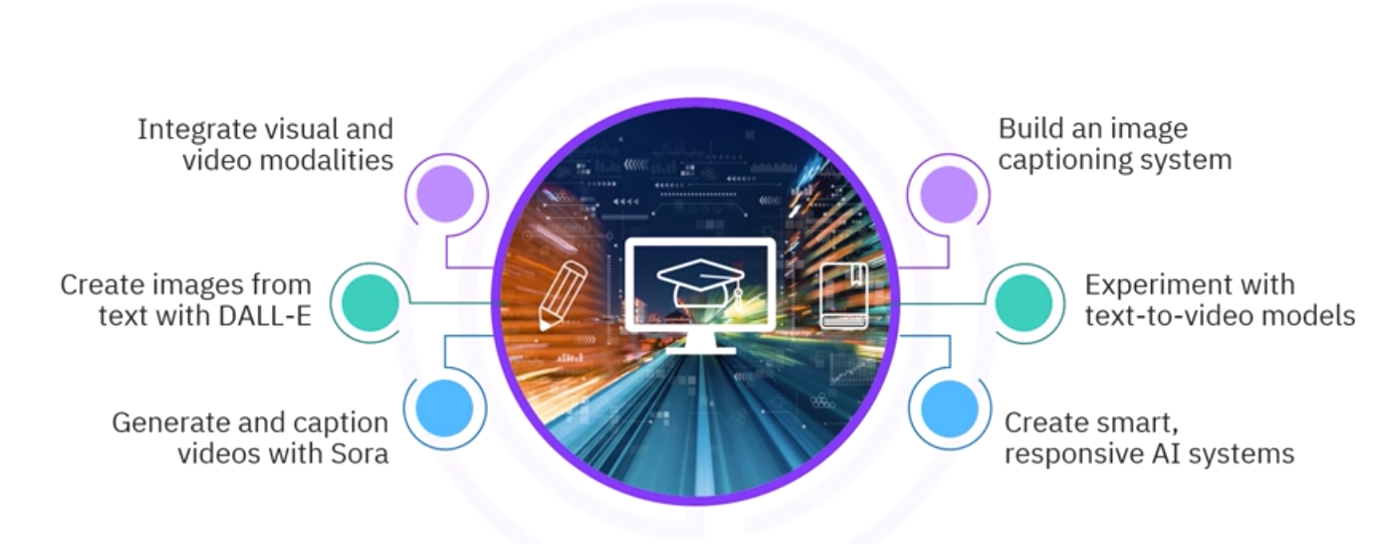 Integrate visual and
video modalities
Create images from
text with DALL-E
Generate and caption
videos with Sora
Build an image
captioning system
Experiment with
text-to-video models
Create smart,
responsive AI systems